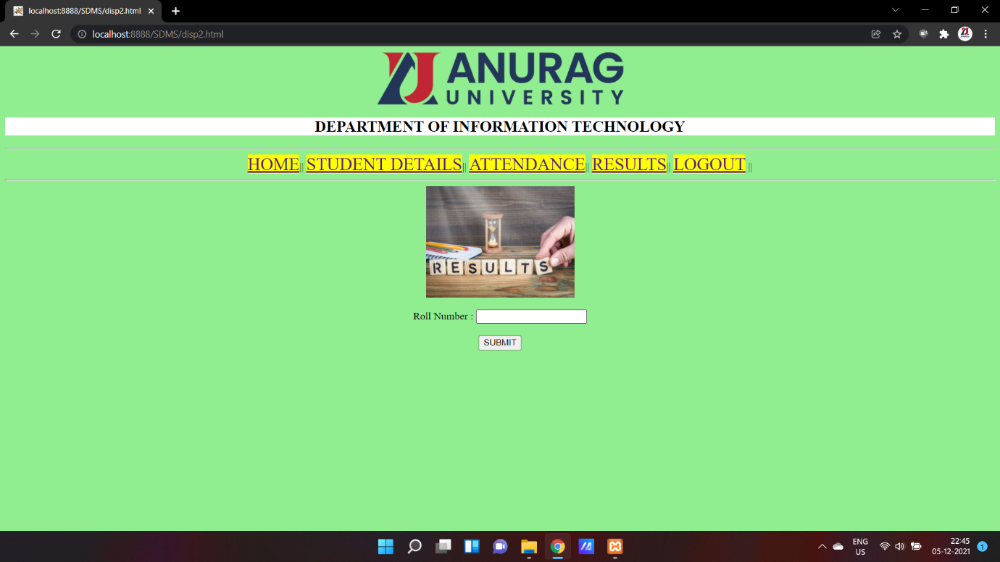 localhost:8888/SDMS/disp2.html
localhost:8888/SDMS/disp2.html
ANURAG
UNIVERSITY
DEPARTMENT OF INFORMATION TECHNOLOGY
HOME|| STUDENT DETAILS|| ATTENDANCE|| RESULTS|| LOGOUT ||
RESULTS
Roll Number :
SUBMIT
ENG
US
22:45
05-12-2021
1